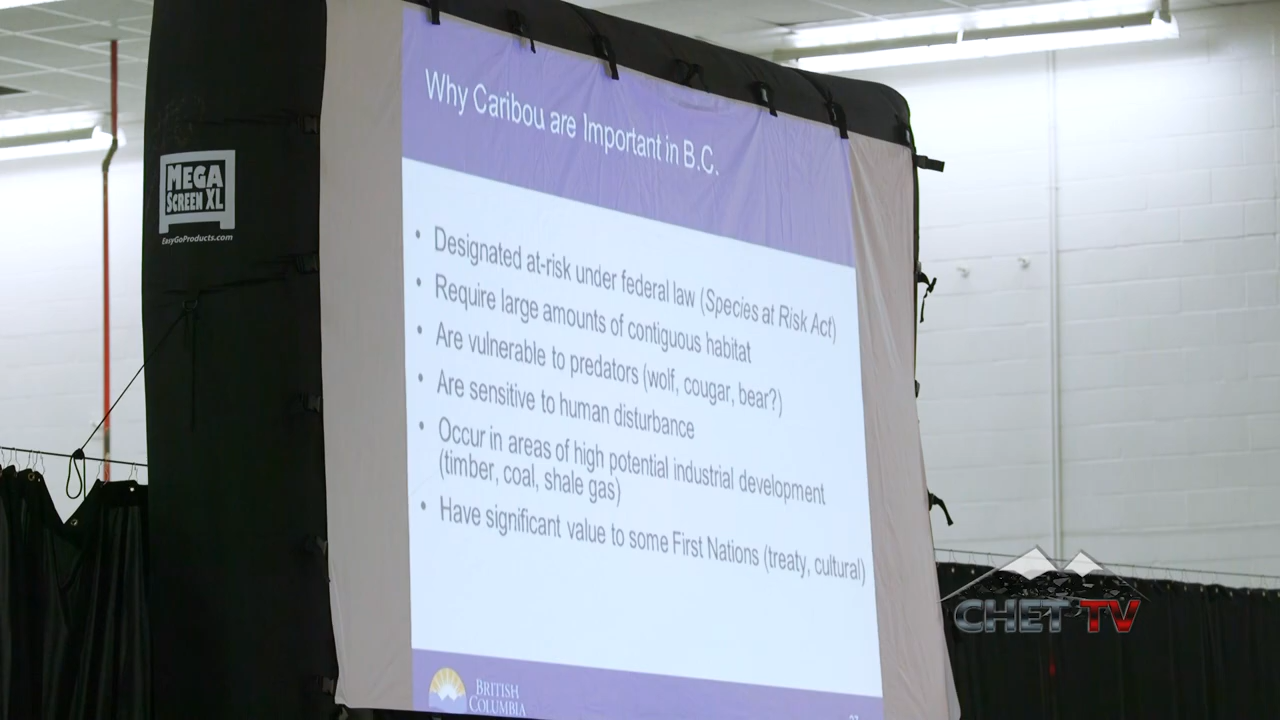 Why Caribou are Important in B.C.
MEGA
SCREEN XL
EasyGoProducts.com
• Designated at-risk under federal law (Species at Risk Act)
• Require large amounts of contiguous habitat
• Are vulnerable to predators (wolf, cougar, bear?)
• Are sensitive to human disturbance
• Occur in areas of high potential industrial development
(timber, coal, shale gas)
• Have significant value to some First Nations (treaty, cultural)
CHET TV
BRITISH
COLUMBIA